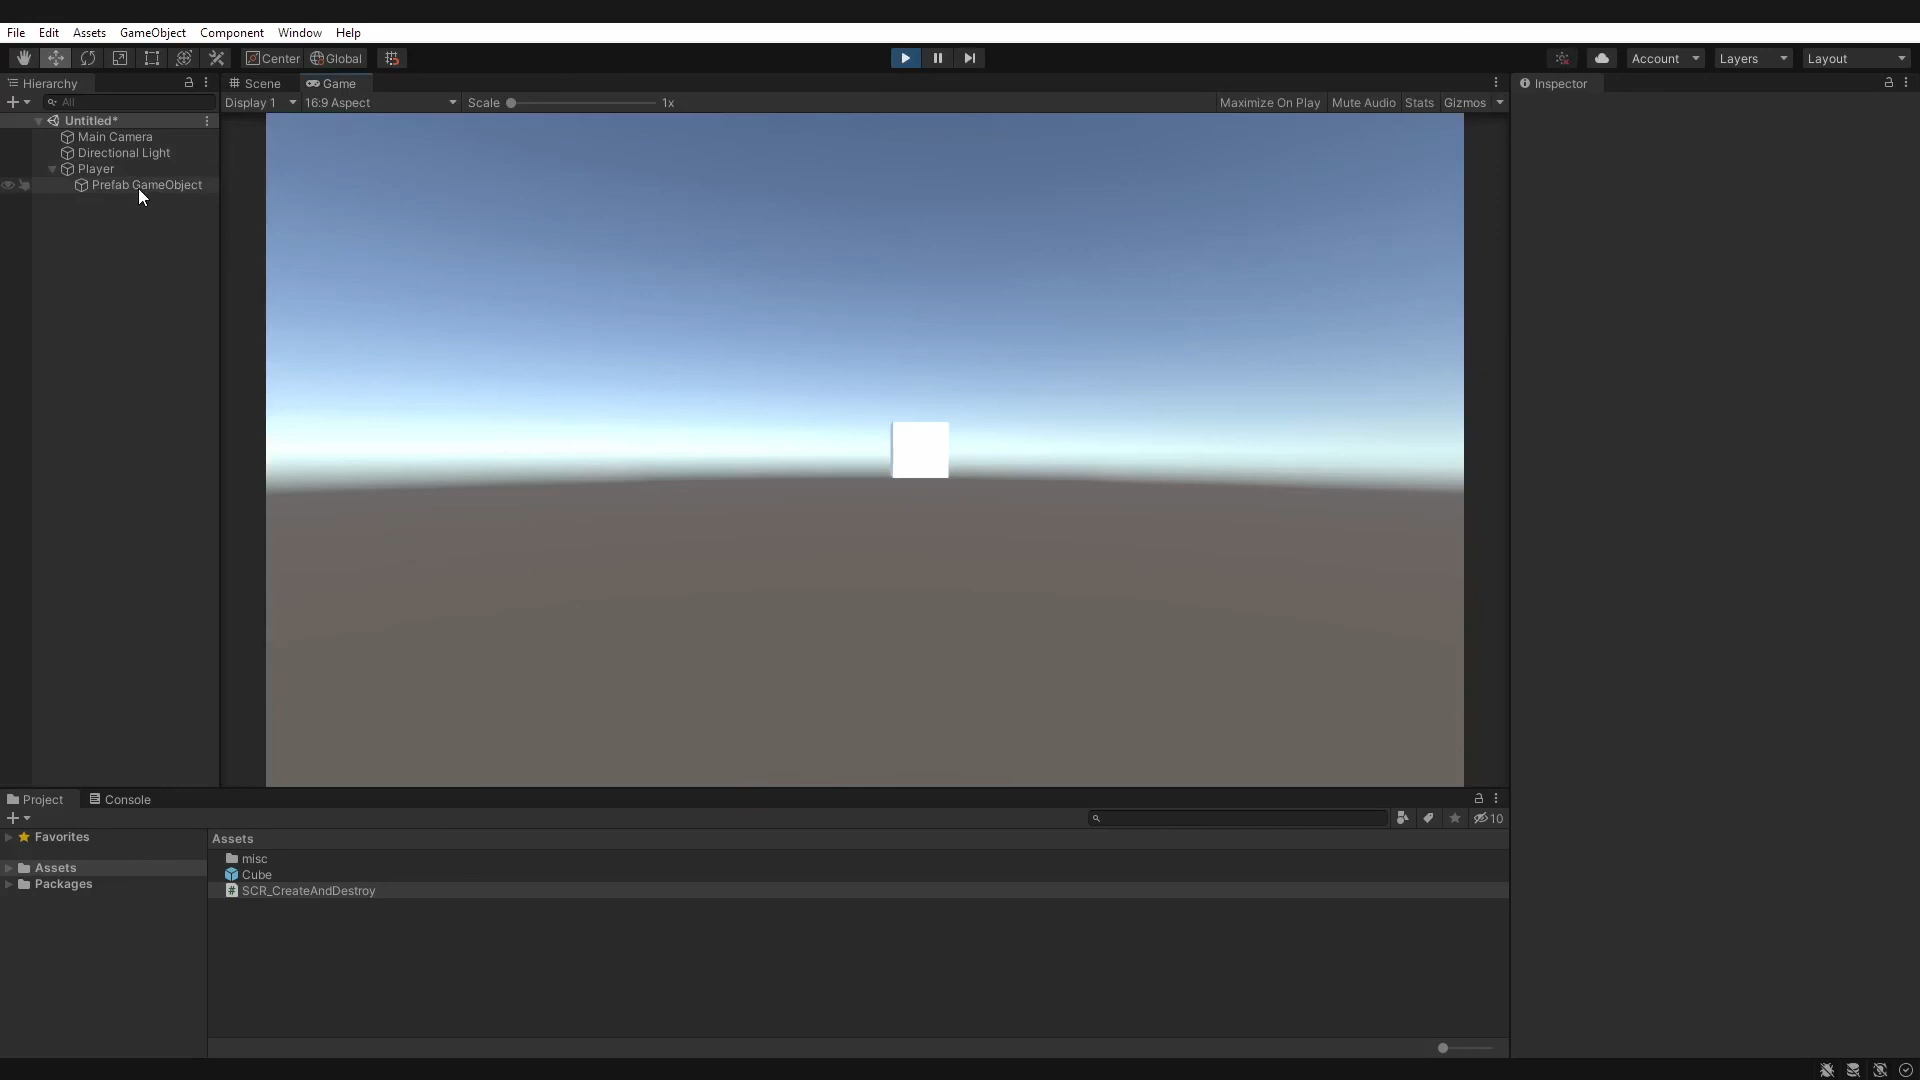 File Edit Assets GameObject Component Window Help
Center Global Account Layers Layout
Hierarchy Scene Game Inspector
All Display 1 16:9 Aspect Scale 1x Maximize On Play Mute Audio Stats Gizmos
Untitled*
Main Camera
Directional Light
Player
Prefab GameObject
Project Console
10
Favorites
Assets
misc
Assets
Cube
Packages
SCR_CreateAndDestroy